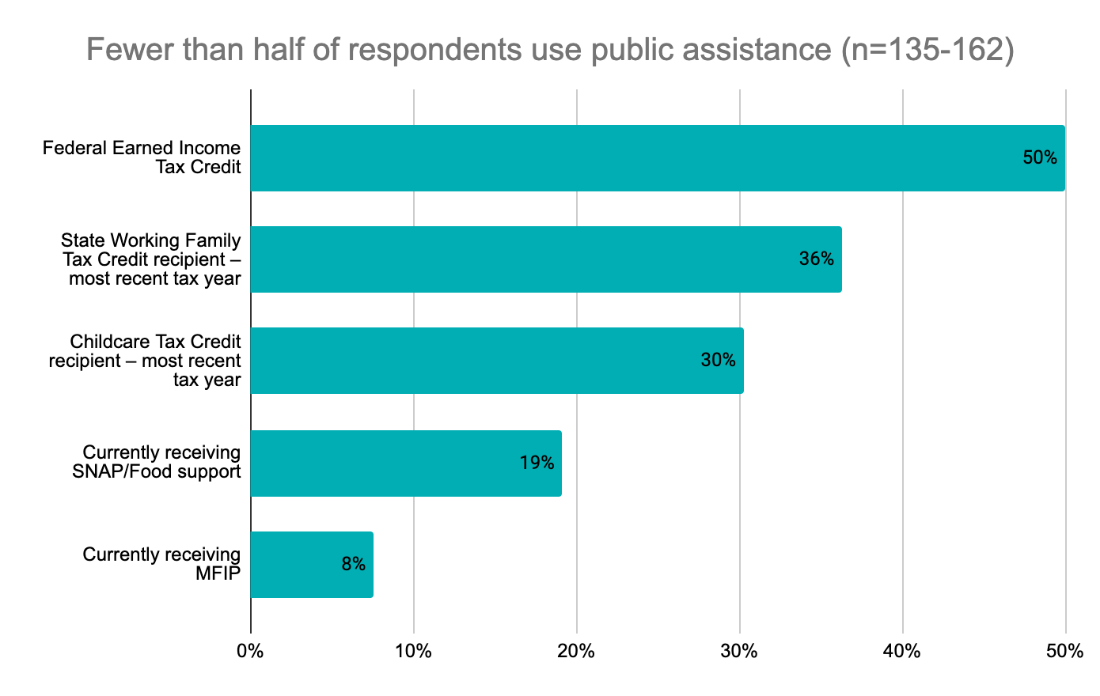 Fewer than half of respondents use public assistance (n=135-162)
Federal Earned Income
Tax Credit
50%
State Working Family
Tax Credit recipient –
most recent tax year
36%
Childcare Tax Credit
recipient – most recent
tax year
30%
Currently receiving
SNAP/Food support
19%
Currently receiving
MFIP
8%
0%
10%
20%
30%
40%
50%